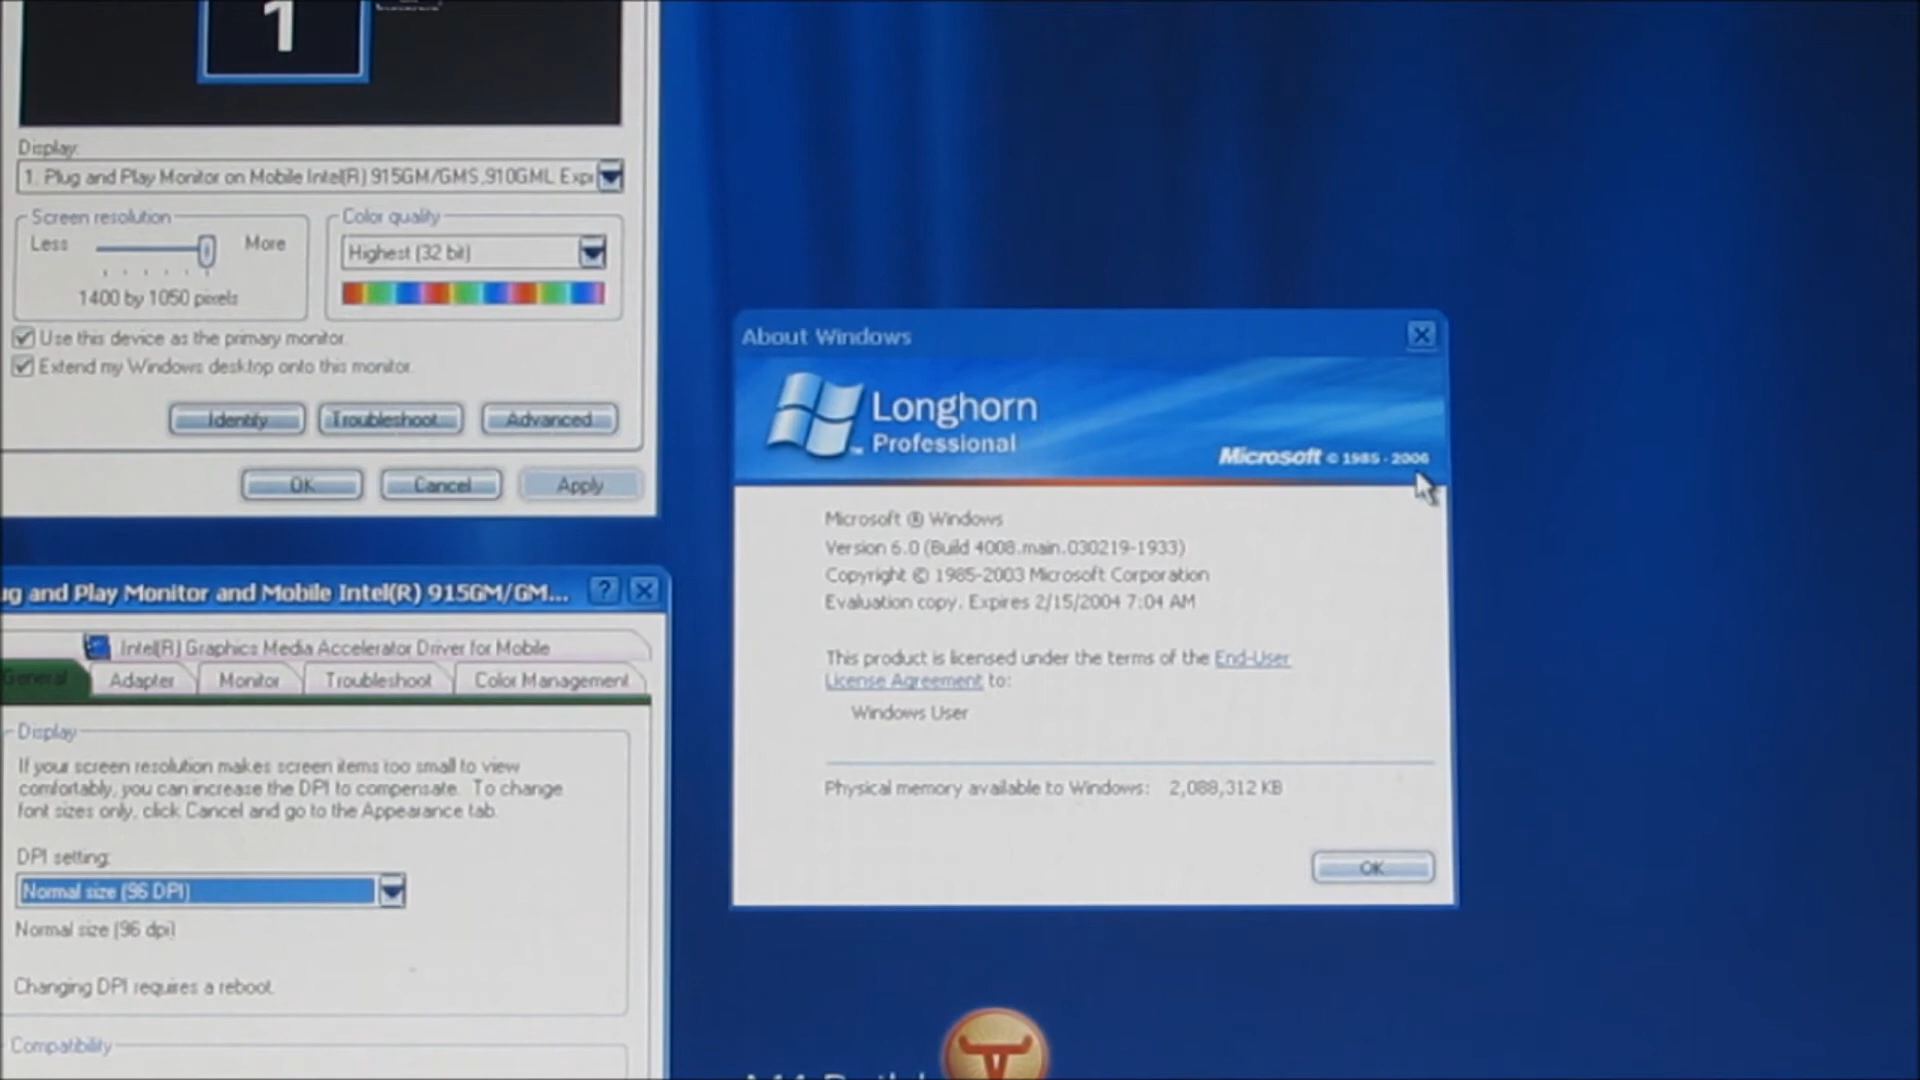 1
Display:
1. Plug and Play Monitor on Mobile Intel(R) 915GM/GMS,910GML Expr
Screen resolution
Less
More
1400 by 1050 pixels
Color quality
Highest (32 bit)
Use this device as the primary monitor.
Extend my Windows desktop onto this monitor.
Identify
Troubleshoot...
Advanced
OK
Cancel
Apply
ug and Play Monitor and Mobile Intel(R) 915GM/GM...
?
Intel(R) Graphics Media Accelerator Driver for Mobile
General
Adapter
Monitor
Troubleshoot
Color Management
Display
If your screen resolution makes screen items too small to view
comfortably, you can increase the DPI to compensate. To change
font sizes only, click Cancel and go to the Appearance tab.
DPI setting:
Normal size (96 DPI)
Normal size (96 dpi)
Changing DPI requires a reboot.
Compatibility
About Windows
Longhorn
Professional
Microsoft © 1985 - 2006
Microsoft ® Windows
Version 6.0 (Build 4008.main.030219-1933)
Copyright © 1985-2003 Microsoft Corporation
Evaluation copy. Expires 2/15/2004 7:04 AM
This product is licensed under the terms of the End-User
License Agreement to:
Windows User
Physical memory available to Windows: 2,088,312 KB
OK